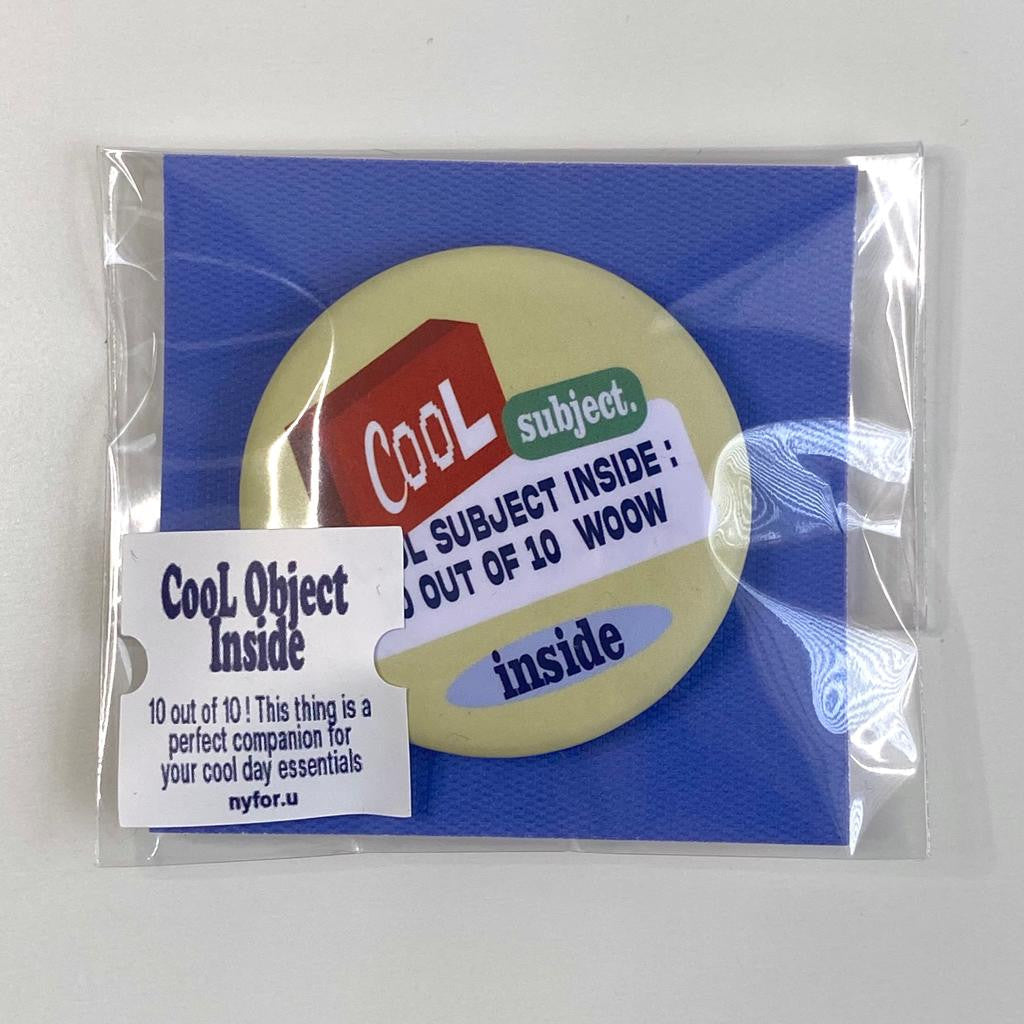 CooL
subject.
SUBJECT INSIDE :
OUT OF 10 WOOW
inside
CooL Object
Inside
10 out of 10 ! This thing is a
perfect companion for
your cool day essentials
nyfor.u